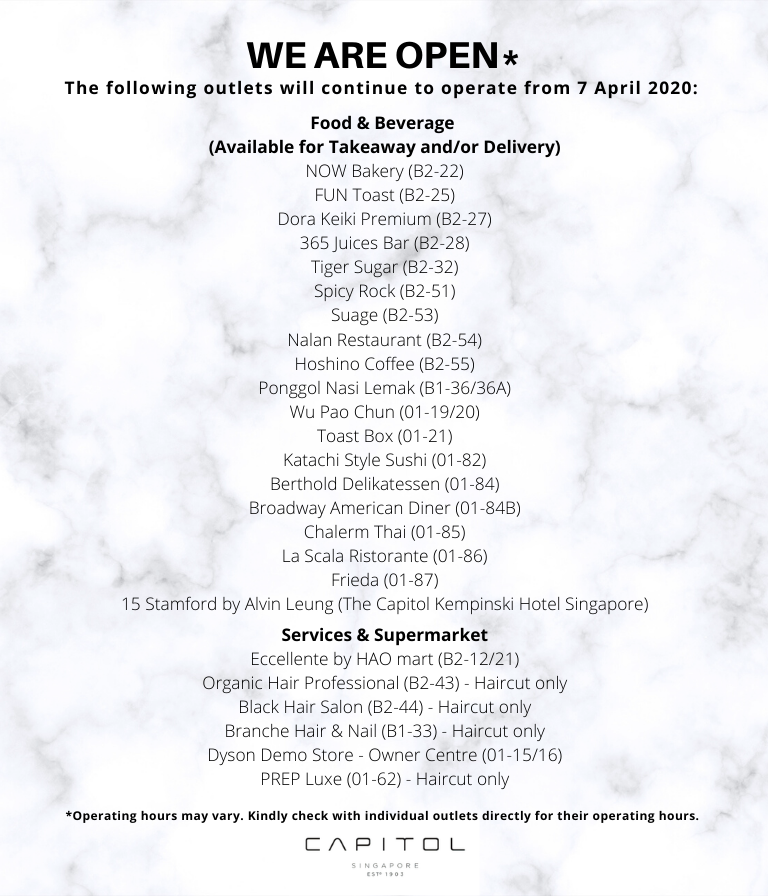 WE ARE OPEN*
The following outlets will continue to operate from 7 April 2020:
Food & Beverage
(Available for Takeaway and/or Delivery)
NOW Bakery (B2-22)
FUN Toast (B2-25)
Dora Keiki Premium (B2-27)
365 Juices Bar (B2-28)
Tiger Sugar (B2-32)
Spicy Rock (B2-51)
Suage (B2-53)
Nalan Restaurant (B2-54)
Hoshino Coffee (B2-55)
Ponggol Nasi Lemak (B1-36/36A)
Wu Pao Chun (01-19/20)
Toast Box (01-21)
Katachi Style Sushi (01-82)
Berthold Delikatessen (01-84)
Broadway American Diner (01-84B)
Chalerm Thai (01-85)
La Scala Ristorante (01-86)
Frieda (01-87)
15 Stamford by Alvin Leung (The Capitol Kempinski Hotel Singapore)
Services & Supermarket
Eccellente by HAO mart (B2-12/21)
Organic Hair Professional (B2-43) - Haircut only
Black Hair Salon (B2-44) - Haircut only
Branche Hair & Nail (B1-33) - Haircut only
Dyson Demo Store - Owner Centre (01-15/16)
PREP Luxe (01-62) - Haircut only
*Operating hours may vary. Kindly check with individual outlets directly for their operating hours.
CAPITOL
SINGAPORE
ESTᴰ 1903